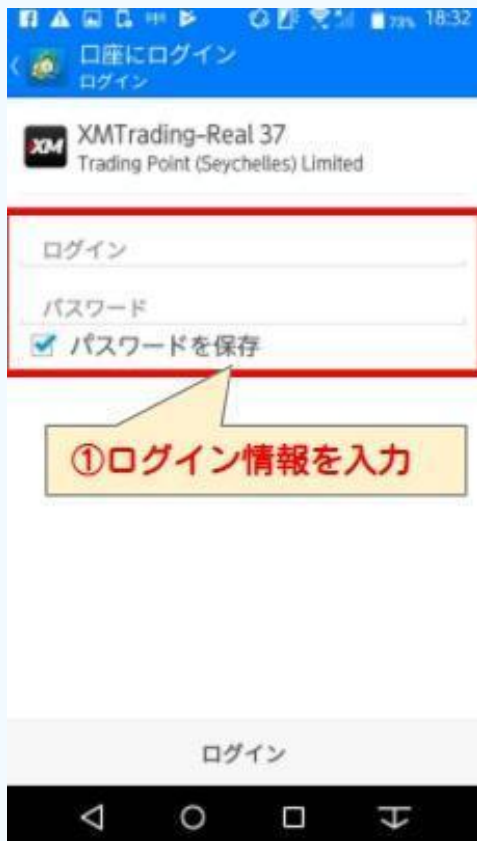 73% 18:32
口座にログイン
ログイン
XM
XMTrading-Real 37
Trading Point (Seychelles) Limited
ログイン
パスワード
パスワードを保存
①ログイン情報を入力
ログイン